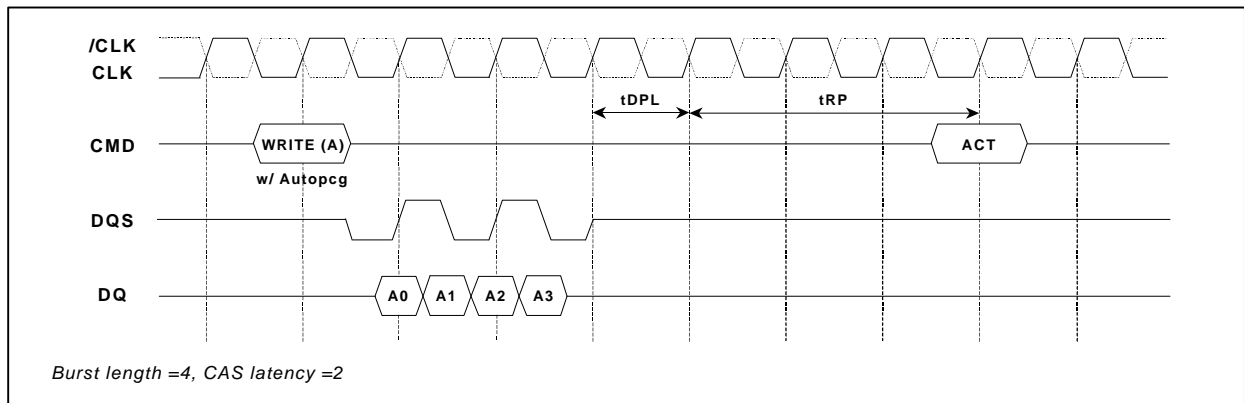 /CLK
CLK
tDPL tRP
CMD WRITE (A) ACT
w/ Autopcg
DQS
DQ A0 A1 A2 A3
Burst length =4, CAS latency =2